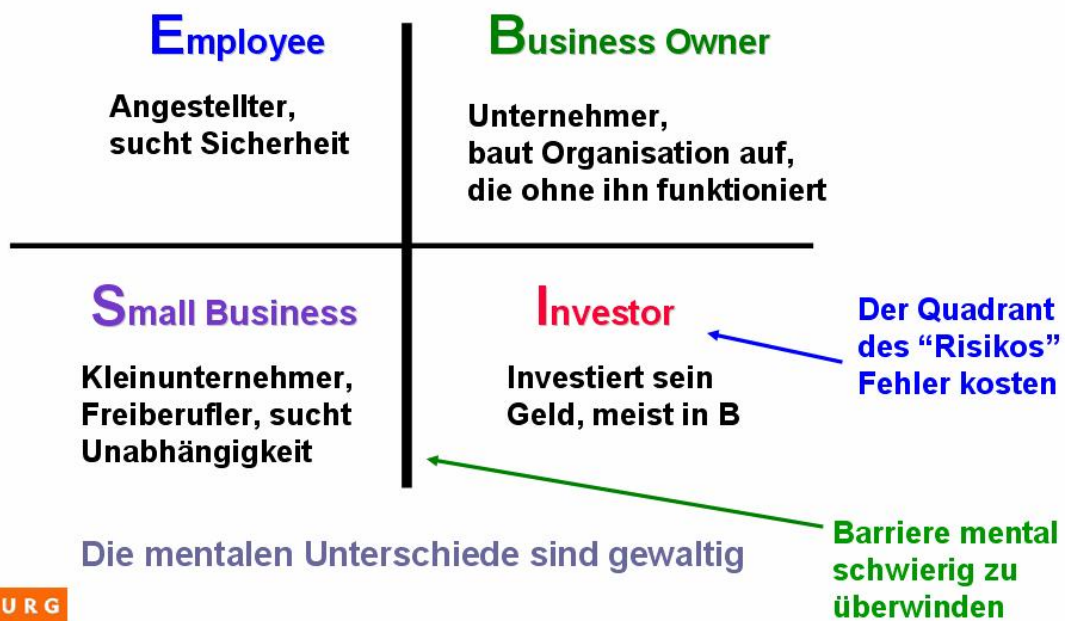 Employee
Angestellter,
sucht Sicherheit
Business Owner
Unternehmer,
baut Organisation auf,
die ohne ihn funktioniert
Small Business
Kleinunternehmer,
Freiberufler, sucht
Unabhängigkeit
Investor
Investiert sein
Geld, meist in B
Der Quadrant
des “Risikos”
Fehler kosten
Die mentalen Unterschiede sind gewaltig
Barriere mental
schwierig zu
überwinden
URG